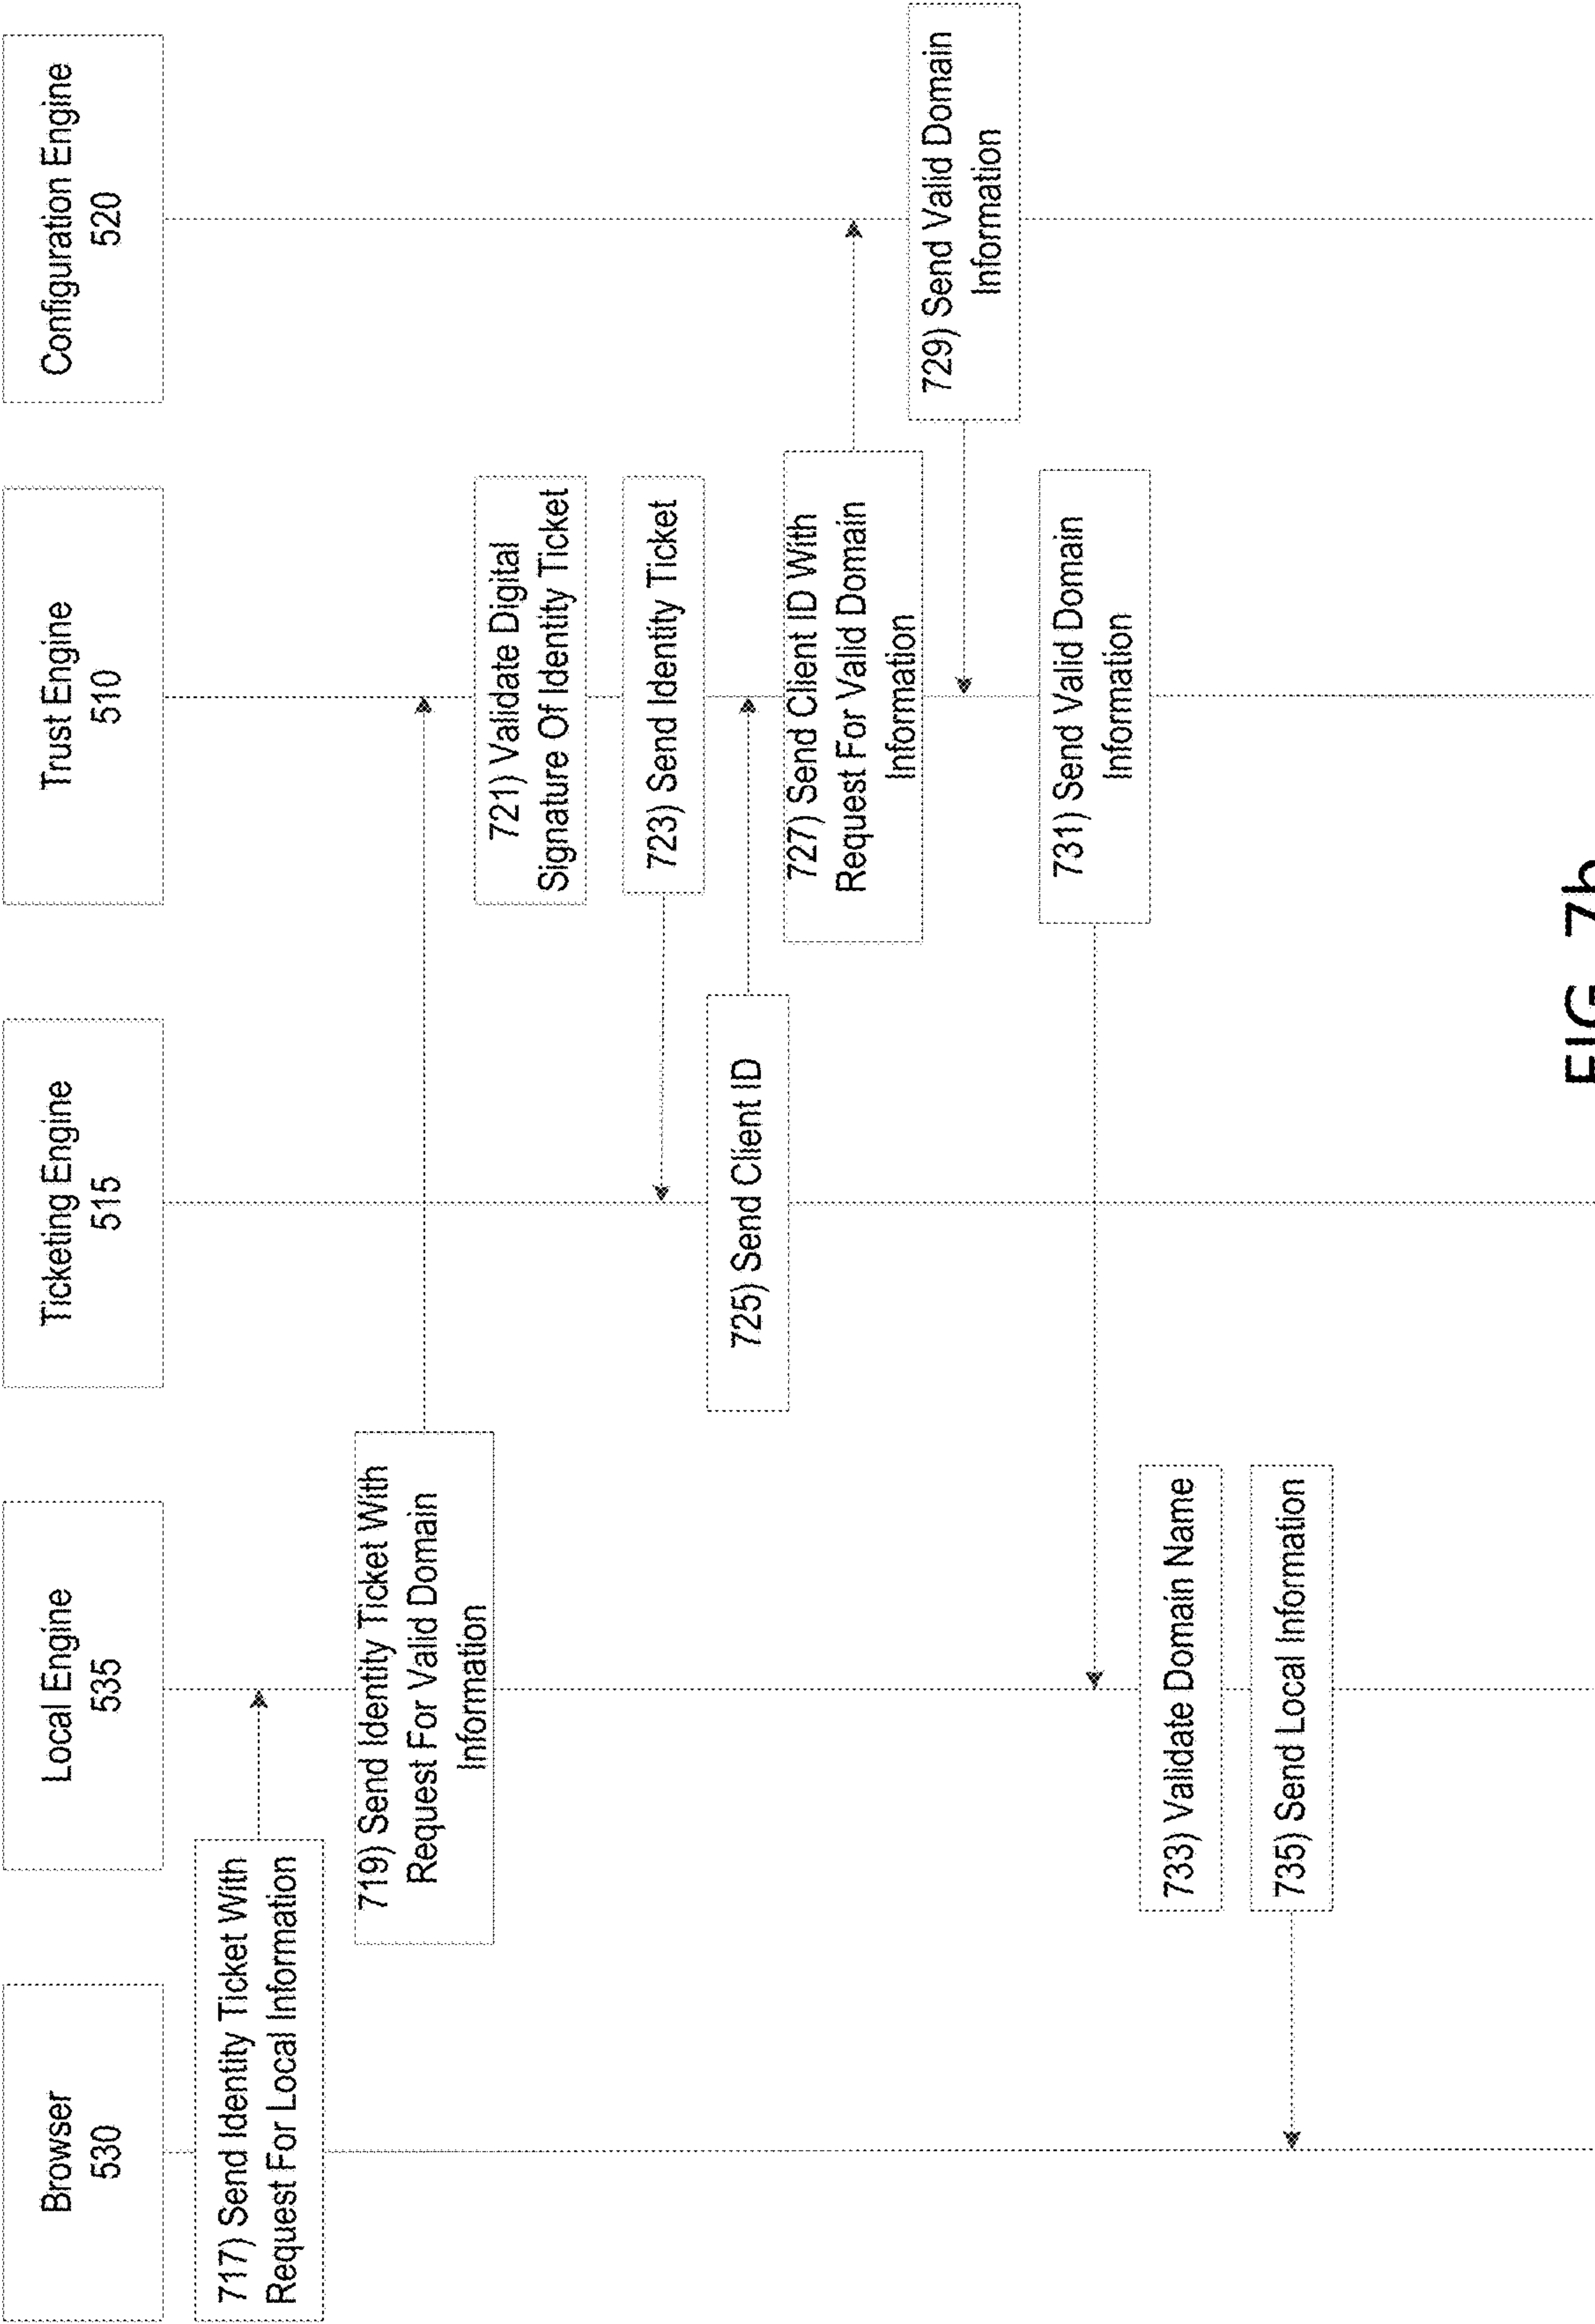 Browser
530
Local Engine
535
Ticketing Engine
515
Trust Engine
510
Configuration Engine
520
717) Send Identity Ticket With
Request For Local Information
719) Send Identity Ticket With
Request For Valid Domain
Information
721) Validate Digital
Signature Of Identity Ticket
723) Send Identity Ticket
725) Send Client ID
727) Send Client ID With
Request For Valid Domain
Information
729) Send Valid Domain
Information
731) Send Valid Domain
Information
733) Validate Domain Name
735) Send Local Information
FIG. 7b